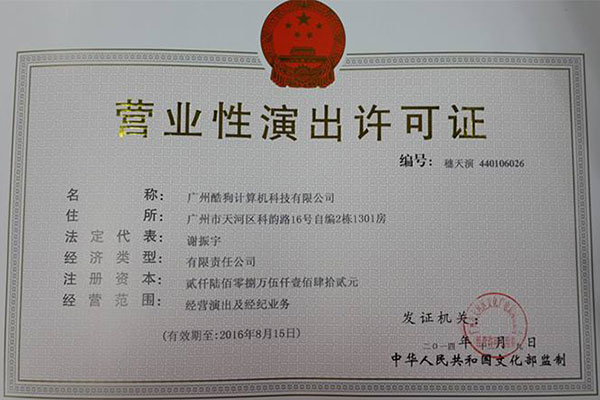 营业性演出许可证
编号：穗天演 440106026
名称：广州酷狗计算机科技有限公司
住所：广州市天河区科韵路16号自编2栋1301房
法定代表：谢振宇
经济类型：有限责任公司
注册资本：贰仟陆佰零捌万伍仟壹佰肆拾贰元
经营范围：经营演出及经纪业务
(有效期至：2016年8月15日)
发证机关：
二〇一四年十月九日
中华人民共和国文化部监制